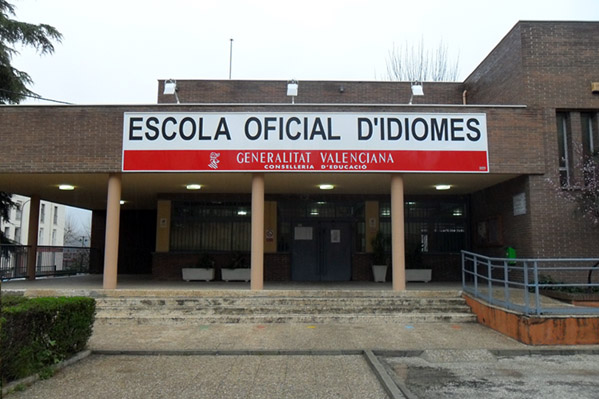 ESCOLA OFICIAL D'IDIOMES
GENERALITAT VALENCIANA
CONSELLERIA D'EDUCACIÓ